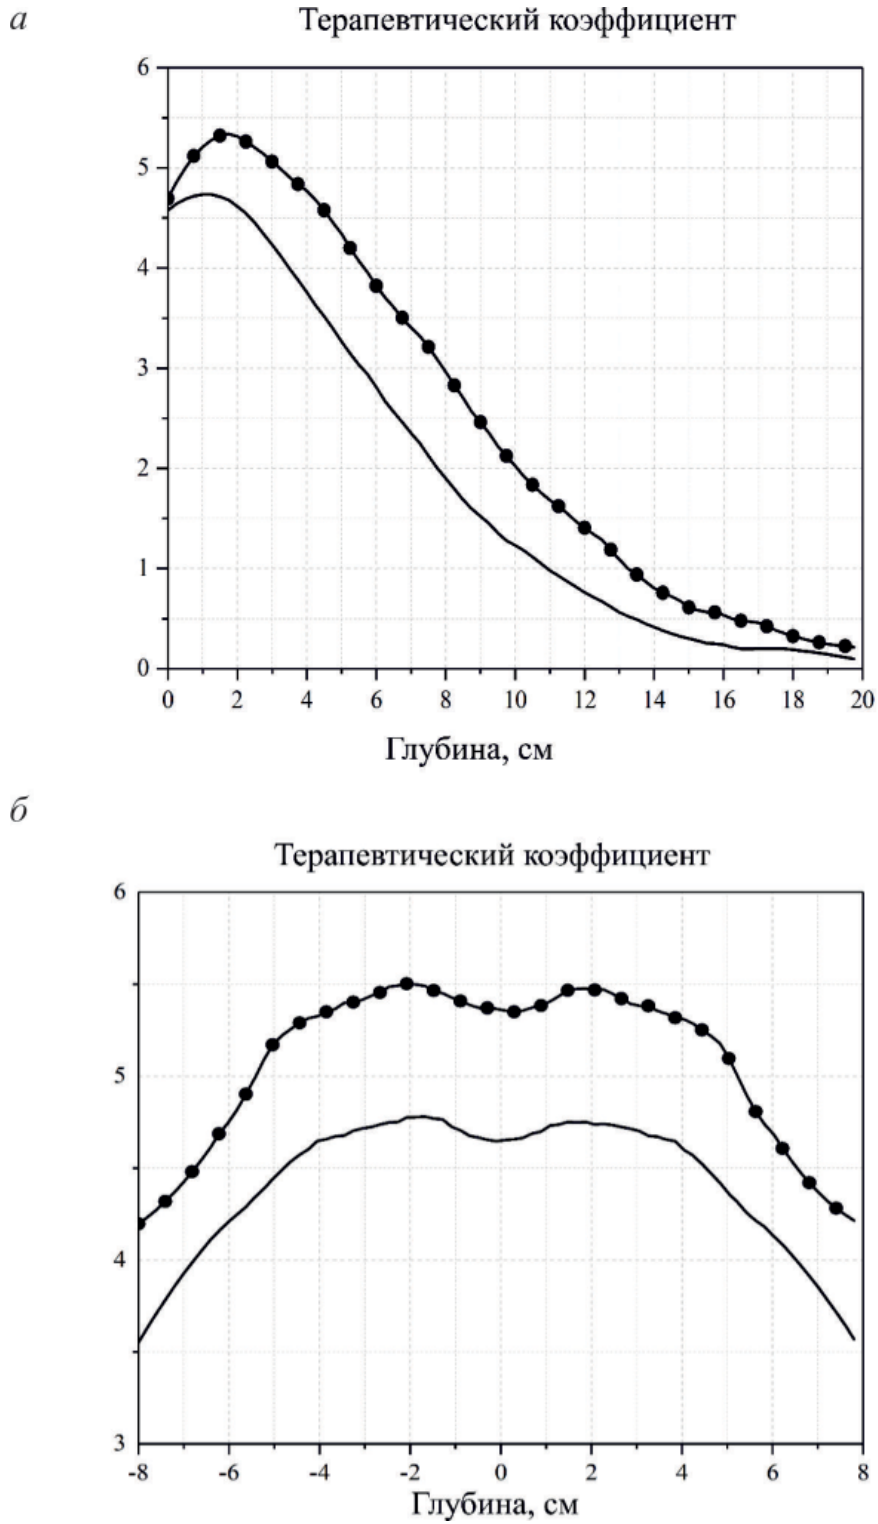 а
Терапевтический коэффициент
6
5
4
3
2
1
0
0 2 4 6 8 10 12 14 16 18 20
Глубина, см
б
Терапевтический коэффициент
6
5
4
3
-8 -6 -4 -2 0 2 4 6 8
Глубина, см